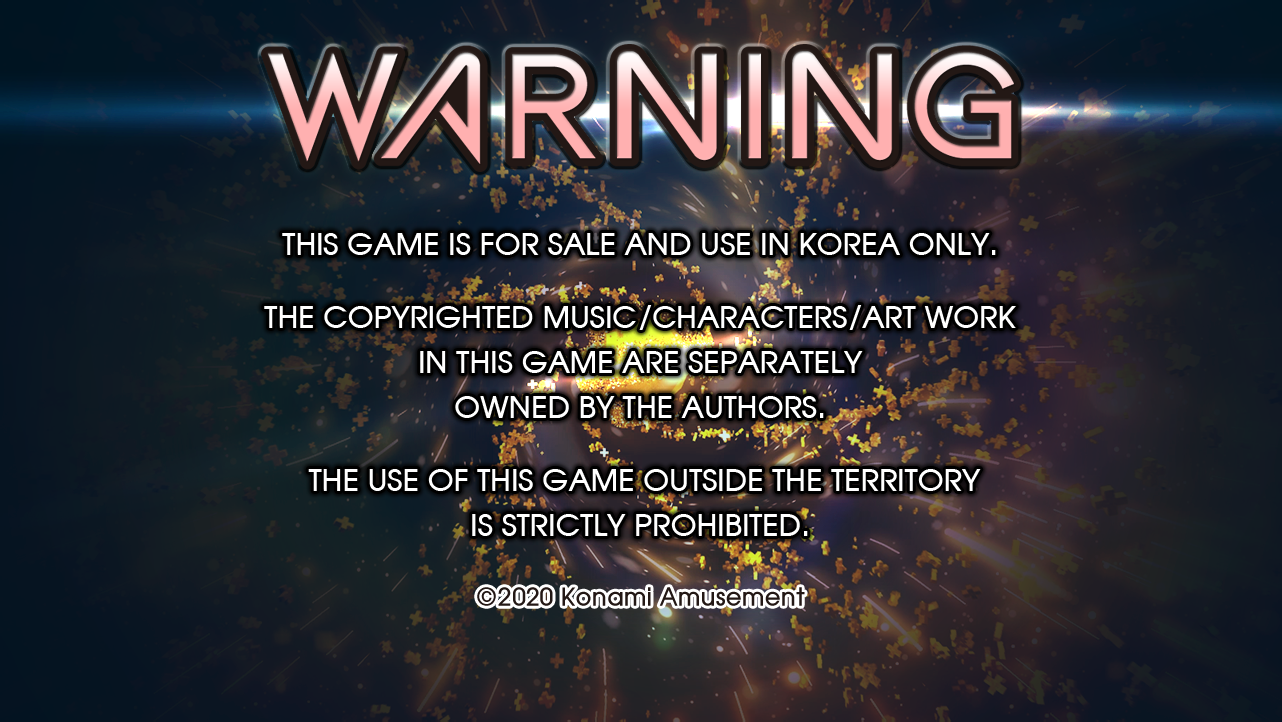 WARNING
THIS GAME IS FOR SALE AND USE IN KOREA ONLY.
THE COPYRIGHTED MUSIC/CHARACTERS/ART WORK
IN THIS GAME ARE SEPARATELY
OWNED BY THE AUTHORS.
THE USE OF THIS GAME OUTSIDE THE TERRITORY
IS STRICTLY PROHIBITED.
©2020 Konami Amusement